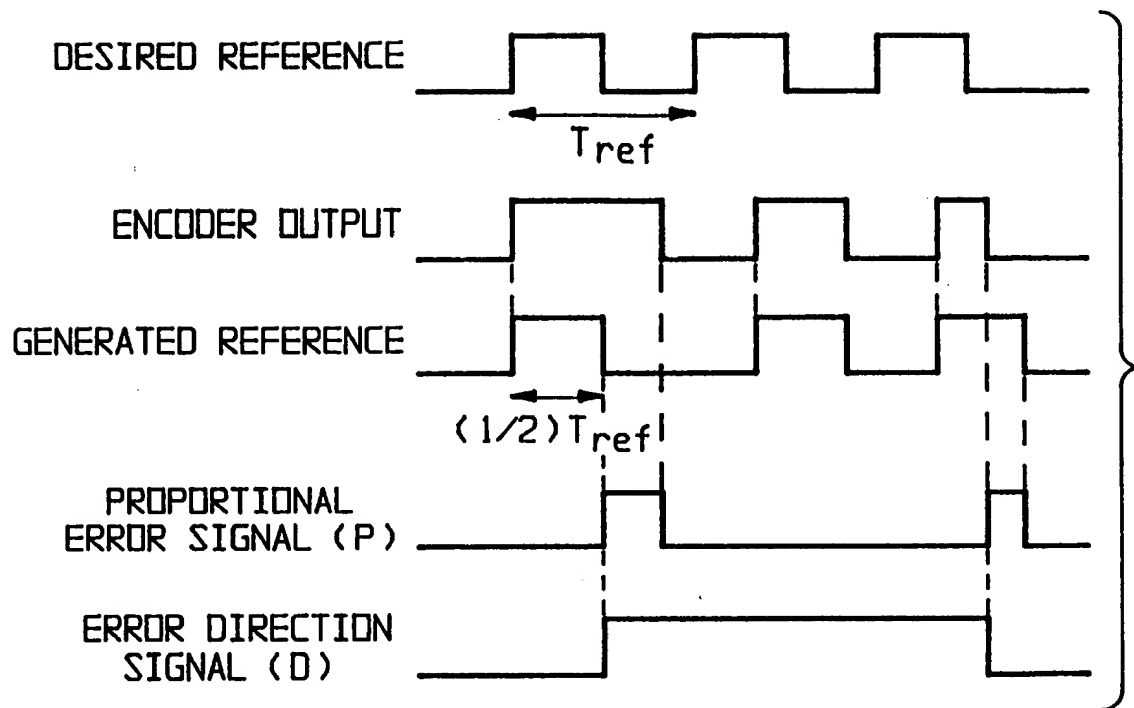 DESIRED REFERENCE
Tref
ENCODER OUTPUT
GENERATED REFERENCE
(1/2)Tref
PROPORTIONAL
ERROR SIGNAL (P)
ERROR DIRECTION
SIGNAL (D)